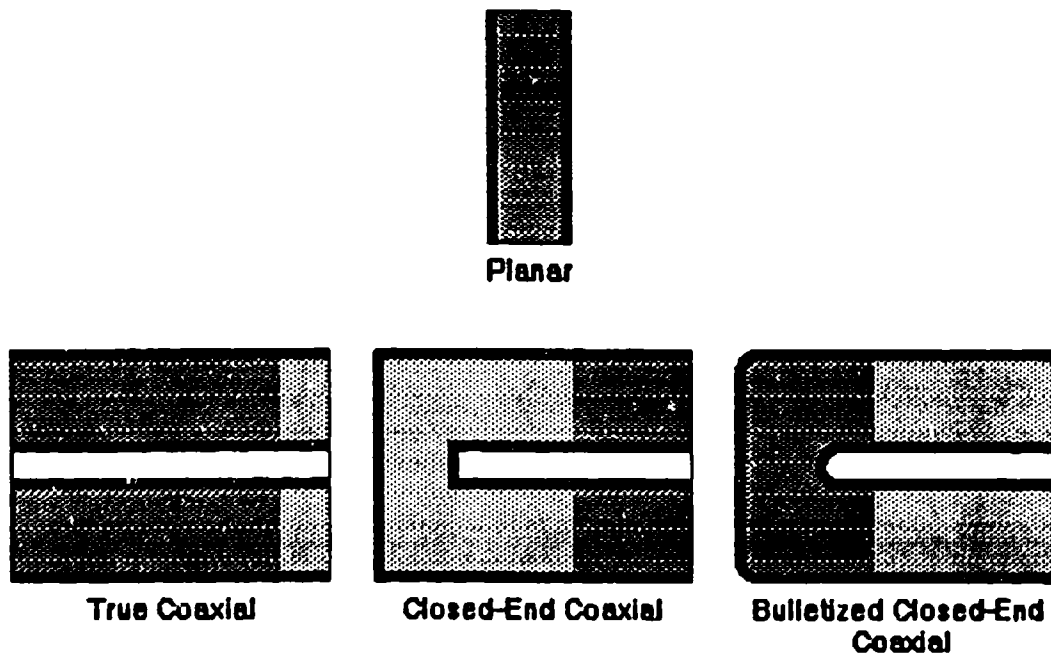 Planar
True Coaxial
Closed-End Coaxial
Bulletized Closed-End
Coaxial